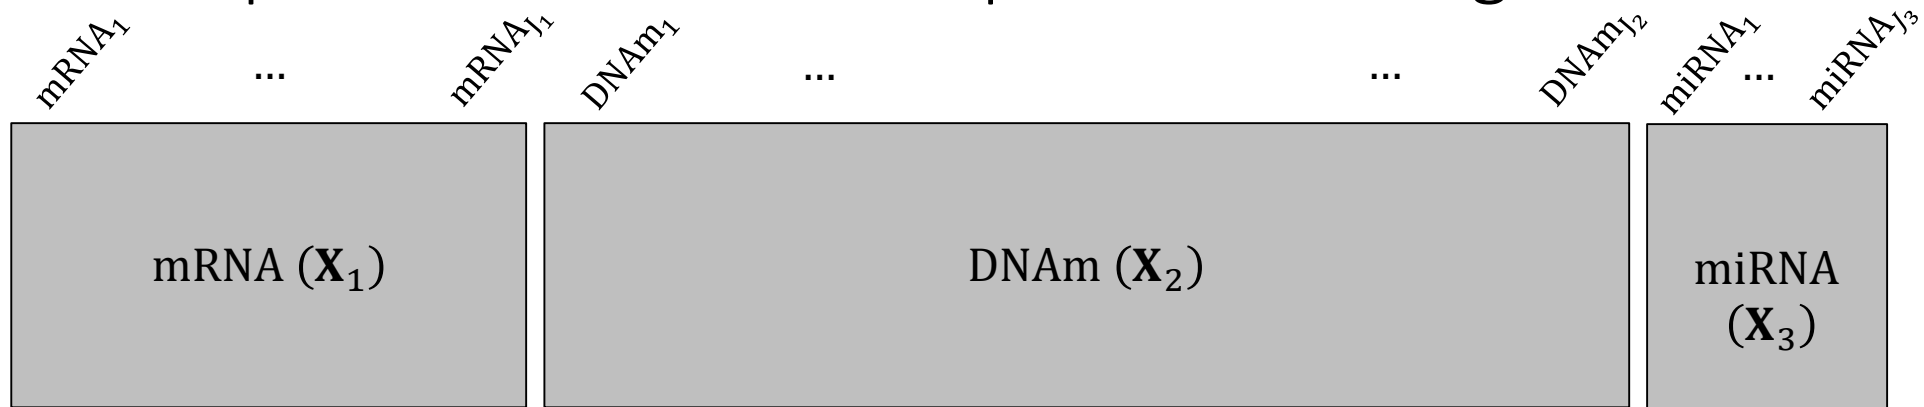 mRNA₁ ... mRNA_J₁ DNAm₁ ... ... DNAm_J₂ miRNA₁ ... miRNA_J₃
mRNA (X₁)
DNAm (X₂)
miRNA
(X₃)